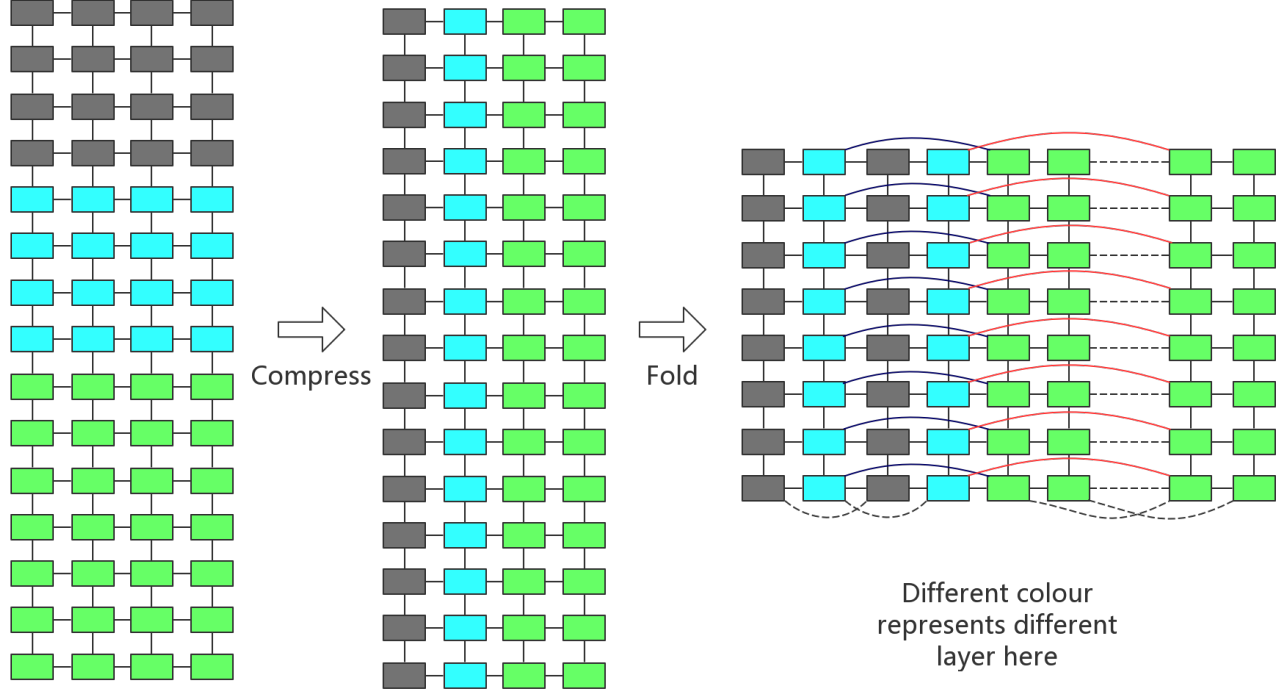 Compress
Fold
Different colour
represents different
layer here